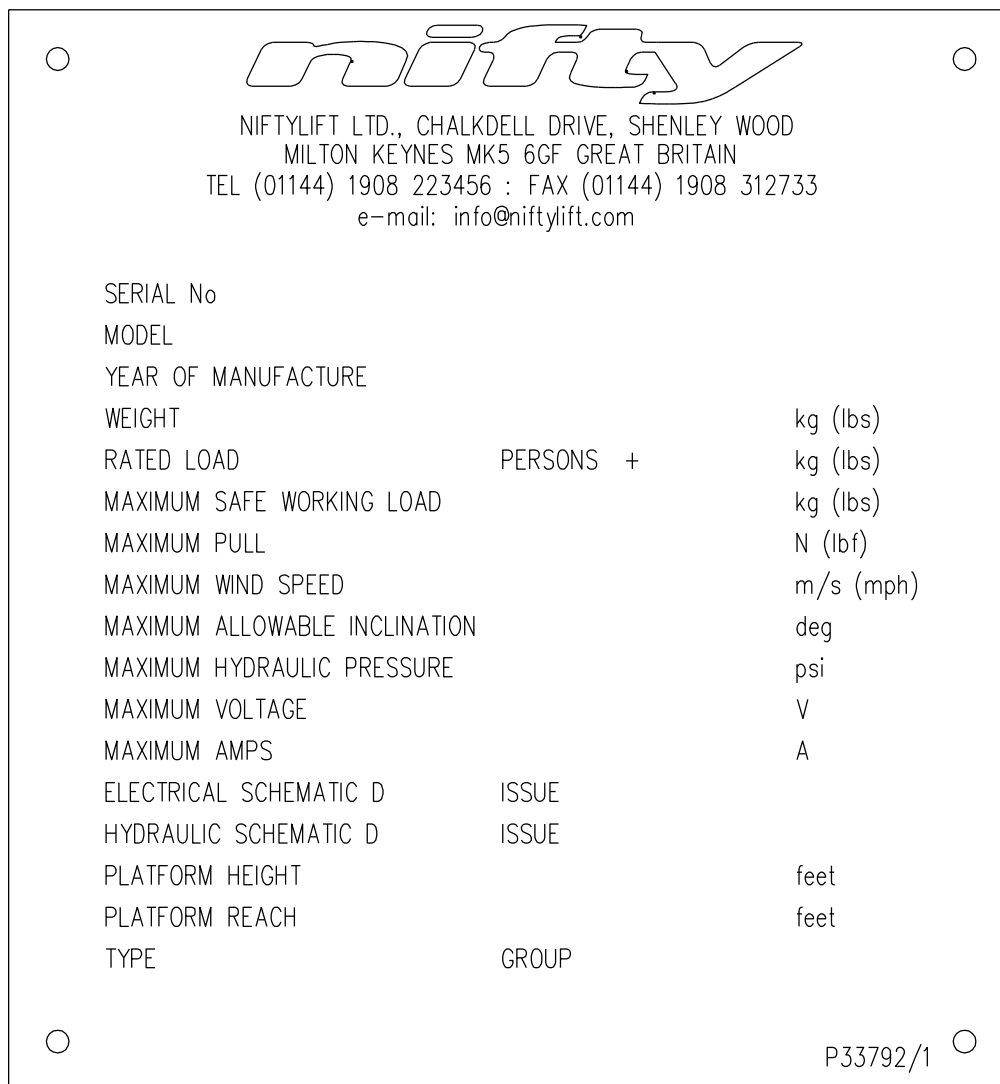 nifty
NIFTYLIFT LTD., CHALKDELL DRIVE, SHENLEY WOOD
MILTON KEYNES MK5 6GF GREAT BRITAIN
TEL (01144) 1908 223456 : FAX (01144) 1908 312733
e-mail: info@niftylift.com
SERIAL No
MODEL
YEAR OF MANUFACTURE
WEIGHT kg (lbs)
RATED LOAD PERSONS + kg (lbs)
MAXIMUM SAFE WORKING LOAD kg (lbs)
MAXIMUM PULL N (lbf)
MAXIMUM WIND SPEED m/s (mph)
MAXIMUM ALLOWABLE INCLINATION deg
MAXIMUM HYDRAULIC PRESSURE psi
MAXIMUM VOLTAGE V
MAXIMUM AMPS A
ELECTRICAL SCHEMATIC D ISSUE
HYDRAULIC SCHEMATIC D ISSUE
PLATFORM HEIGHT feet
PLATFORM REACH feet
TYPE GROUP
P33792/1